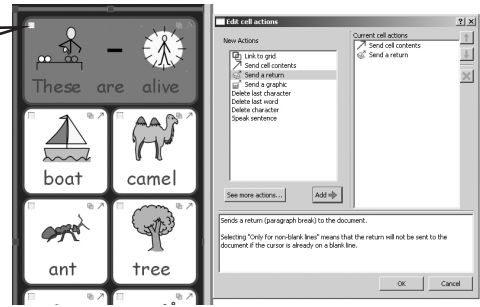 These are alive
boat
camel
ant
tree
Edit cell actions
New Actions
Link to grid
Send cell contents
Send a return
Send a graphic
Delete last character
Delete last word
Delete character
Speak sentence
See more actions...
Add
Current cell actions
Send cell contents
Send a return
Sends a return (paragraph break) to the document.
Selecting "Only for non-blank lines" means that the return will not be sent to the
document if the cursor is already on a blank line.
OK
Cancel